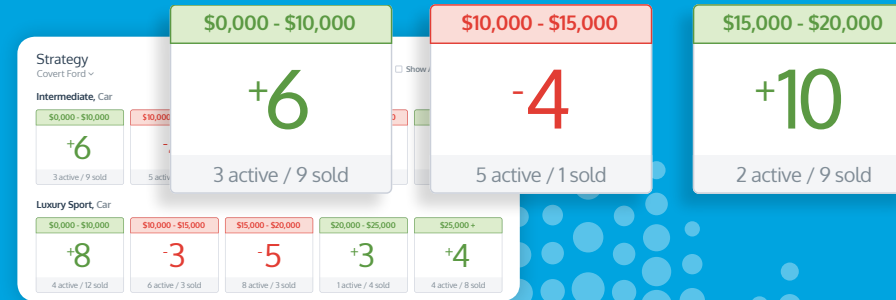 $0,000 - $10,000
+6
3 active / 9 sold
$10,000 - $15,000
-4
5 active / 1 sold
$15,000 - $20,000
+10
2 active / 9 sold
Strategy
Covert Ford
Show
Intermediate, Car
$0,000 - $10,000
+6
3 active / 9 sold
$10,000
Luxury Sport, Car
$0,000 - $10,000
+8
4 active / 12 sold
$10,000 - $15,000
-3
6 active / 3 sold
$15,000 - $20,000
-5
8 active / 3 sold
$20,000 - $25,000
+3
1 active / 4 sold
$25,000 +
+4
4 active / 8 sold